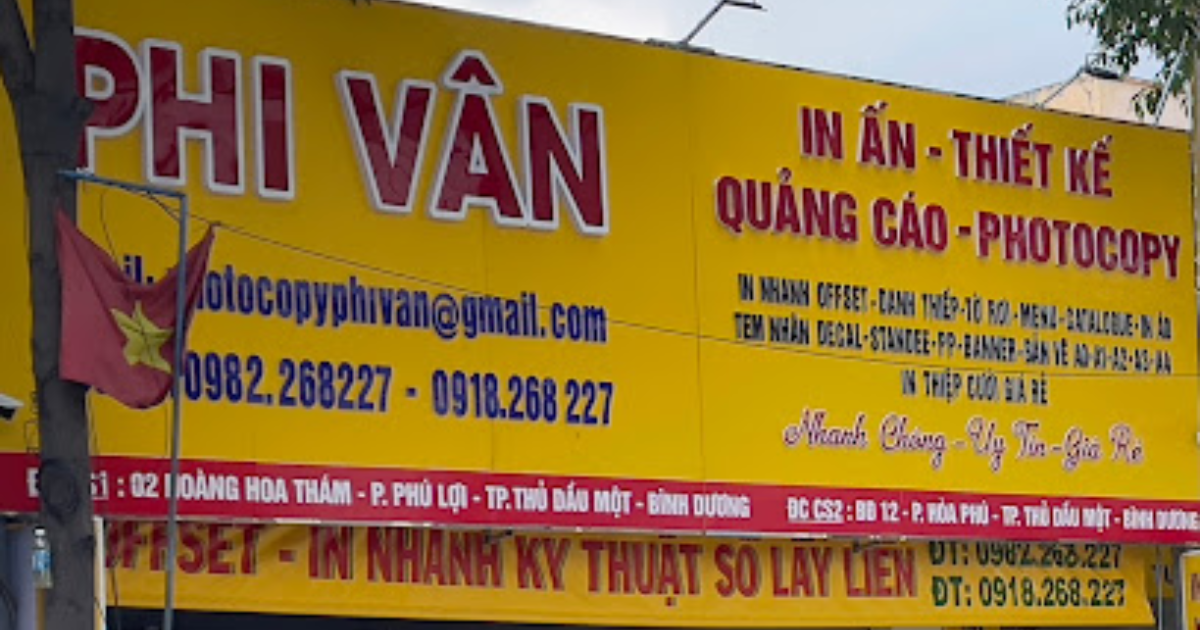 PHI VÂN
IN ẤN - THIẾT KẾ
QUẢNG CÁO - PHOTOCOPY
photocopyphivan@gmail.com
0982.268227 - 0918.268 227
IN NHANH OFFSET - DANH THIẾP - TỜ RƠI - MENU - CATALOGUE - IN ÁO
TEM NHÃN DECAL - STANDEE - PP - BANNER - BẢN VẼ A0-A1-A2-A3-A4
IN THIỆP CƯỚI GIÁ RẺ
Nhanh Chóng - Uy Tín - Giá Rẻ
: 02 HOÀNG HOA THÁM - P. PHÚ LỢI - TP. THỦ DẦU MỘT - BÌNH DƯƠNG
ĐC CS2 : BĐ 12 - P. HÒA PHÚ - TP. THỦ DẦU MỘT - BÌNH DƯƠNG
OFFSET - IN NHANH KỸ THUẬT SỐ LẤY LIỀN
ĐT: 0982.268.227
ĐT: 0918.268.227